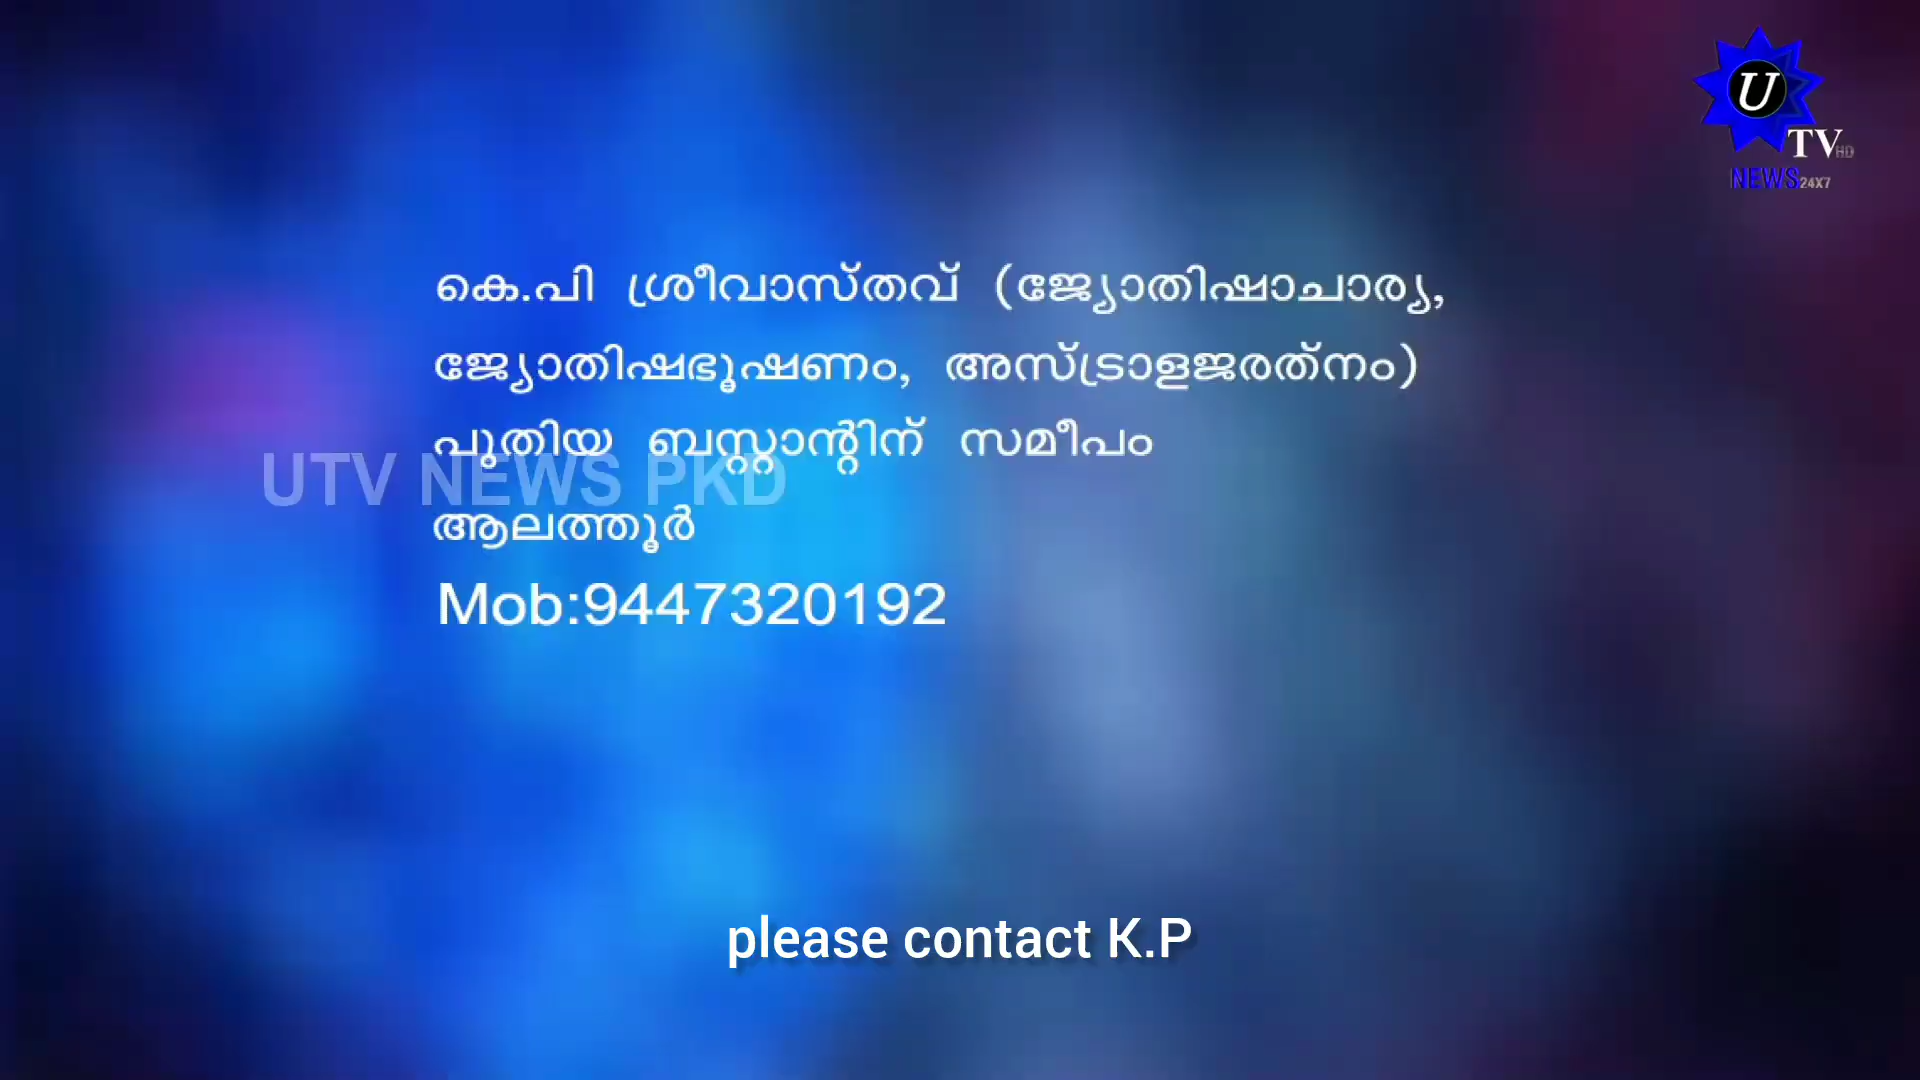 U
TV HD
NEWS 24X7
കെ.പി ശ്രീവാസ്തവ് (ജ്യോതിഷാചാര്യ,
ജ്യോതിഷഭൂഷണം, അസ്ട്രാളജരത്നം)
പുതിയ ബസ്റ്റാന്റിന് സമീപം
UTV NEWS PKD
ആലത്തൂർ
Mob:9447320192
please contact K.P